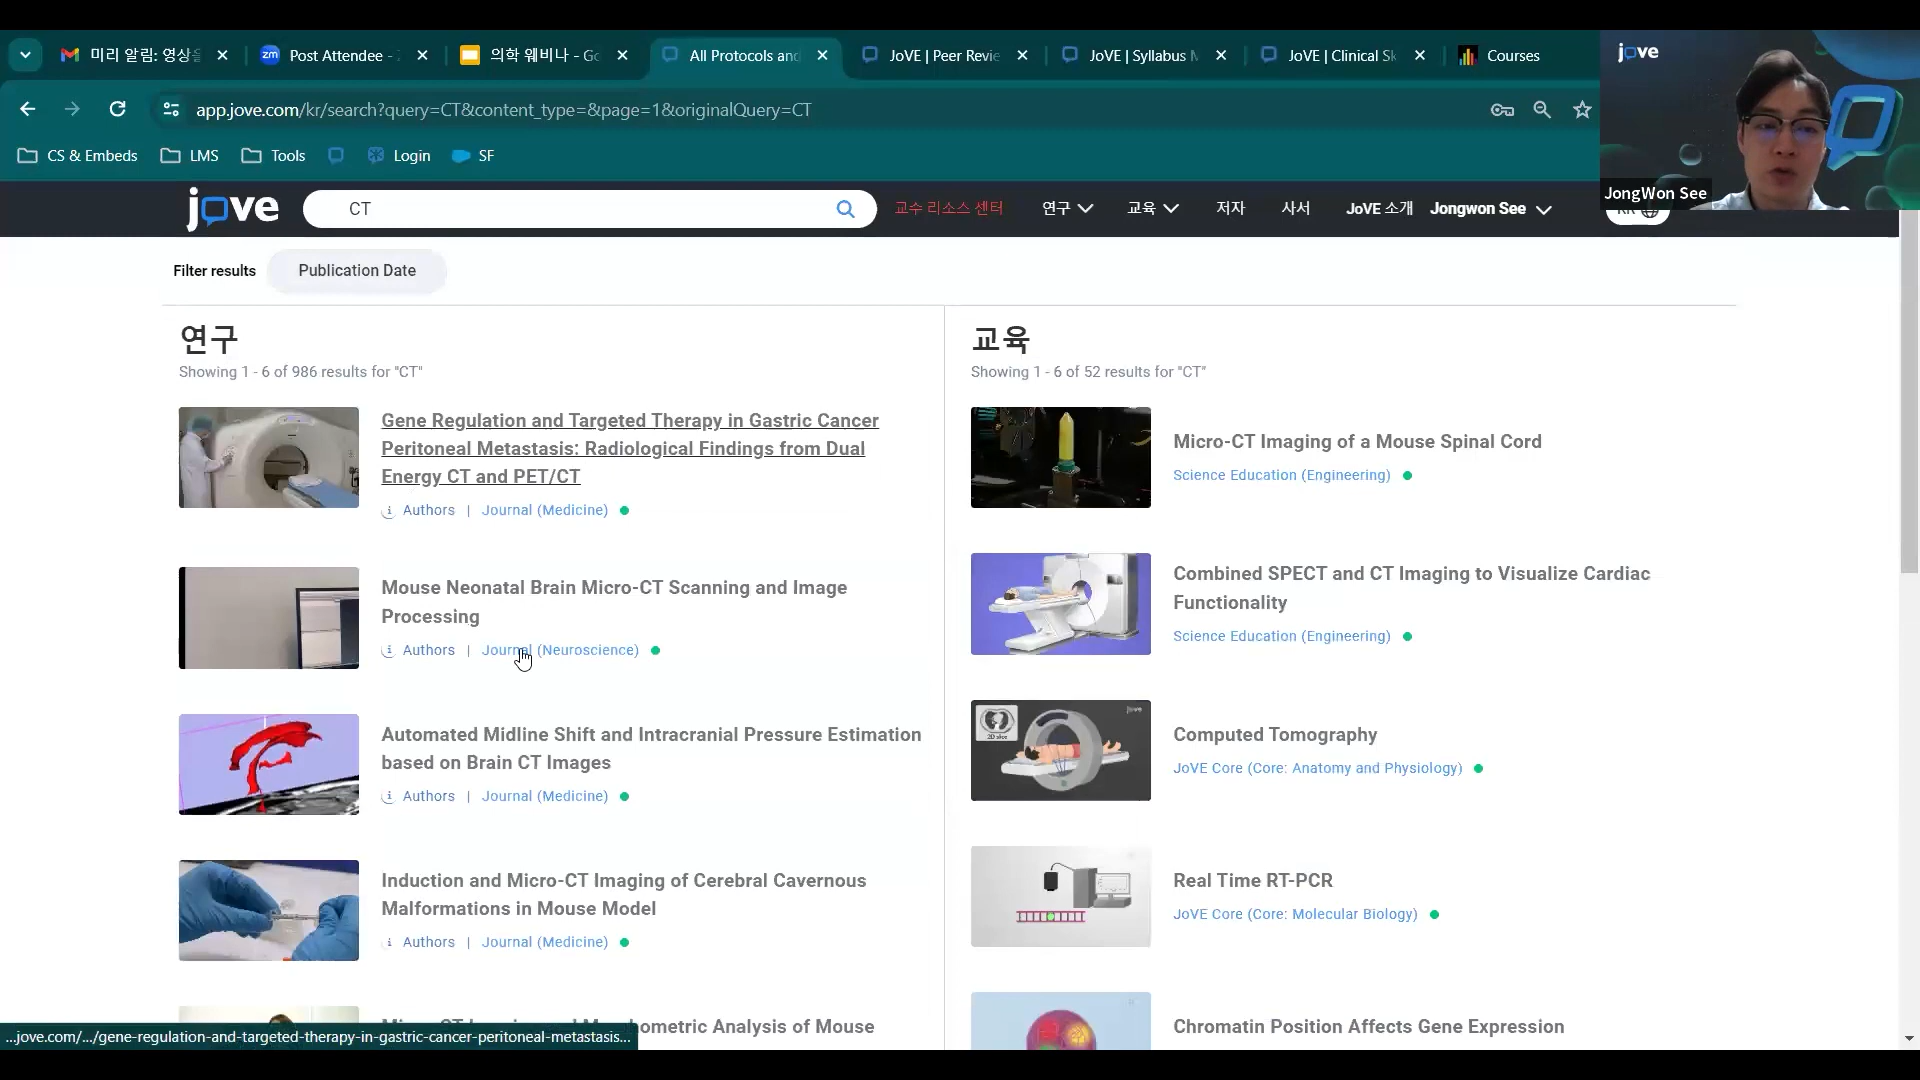 미리 알림: 영상을
Post Attendee -
의학 웨비나 - Go
All Protocols and
JoVE | Peer Revie
JoVE | Syllabus M
JoVE | Clinical Sk
Courses
jove
app.jove.com/kr/search?query=CT&content_type=&page=1&originalQuery=CT
CS & Embeds
LMS
Tools
Login
SF
JongWon See
jove
CT
교수 리소스 센터
연구
교육
저자
사서
JoVE 소개
Jongwon See
KR
Filter results
Publication Date
연구
Showing 1 - 6 of 986 results for "CT"
Gene Regulation and Targeted Therapy in Gastric Cancer
Peritoneal Metastasis: Radiological Findings from Dual
Energy CT and PET/CT
Authors | Journal (Medicine)
Mouse Neonatal Brain Micro-CT Scanning and Image
Processing
Authors | Journal (Neuroscience)
Automated Midline Shift and Intracranial Pressure Estimation
based on Brain CT Images
Authors | Journal (Medicine)
Induction and Micro-CT Imaging of Cerebral Cavernous
Malformations in Mouse Model
Authors | Journal (Medicine)
Analysis of Mouse
교육
Showing 1 - 6 of 52 results for "CT"
Micro-CT Imaging of a Mouse Spinal Cord
Science Education (Engineering)
Combined SPECT and CT Imaging to Visualize Cardiac
Functionality
Science Education (Engineering)
Computed Tomography
JoVE Core (Core: Anatomy and Physiology)
Real Time RT-PCR
JoVE Core (Core: Molecular Biology)
Chromatin Position Affects Gene Expression
...jove.com/.../gene-regulation-and-targeted-therapy-in-gastric-cancer-peritoneal-metastasis...